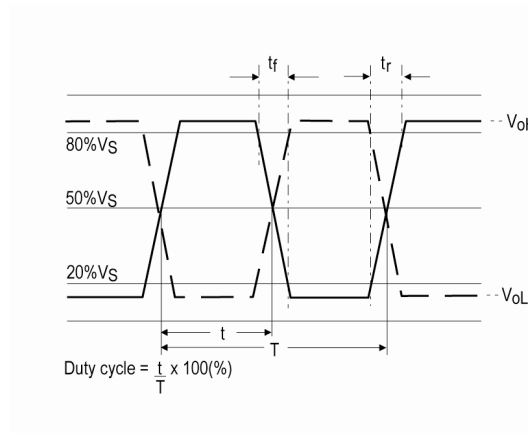 tf
tr
VoH
80%VS
50%VS
20%VS
VoL
t
T
Duty cycle = t/T x 100(%)